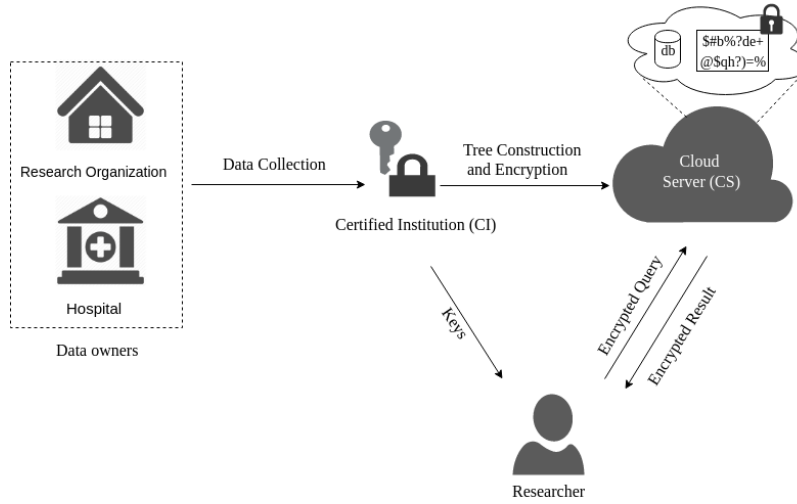 $#b%?de+
db
@$qh?)=%
Research Organization
Data Collection
Tree Construction
and Encryption
Cloud
Server (CS)
Certified Institution (CI)
Hospital
Data owners
Keys
Encrypted Query
Encrypted Result
Researcher